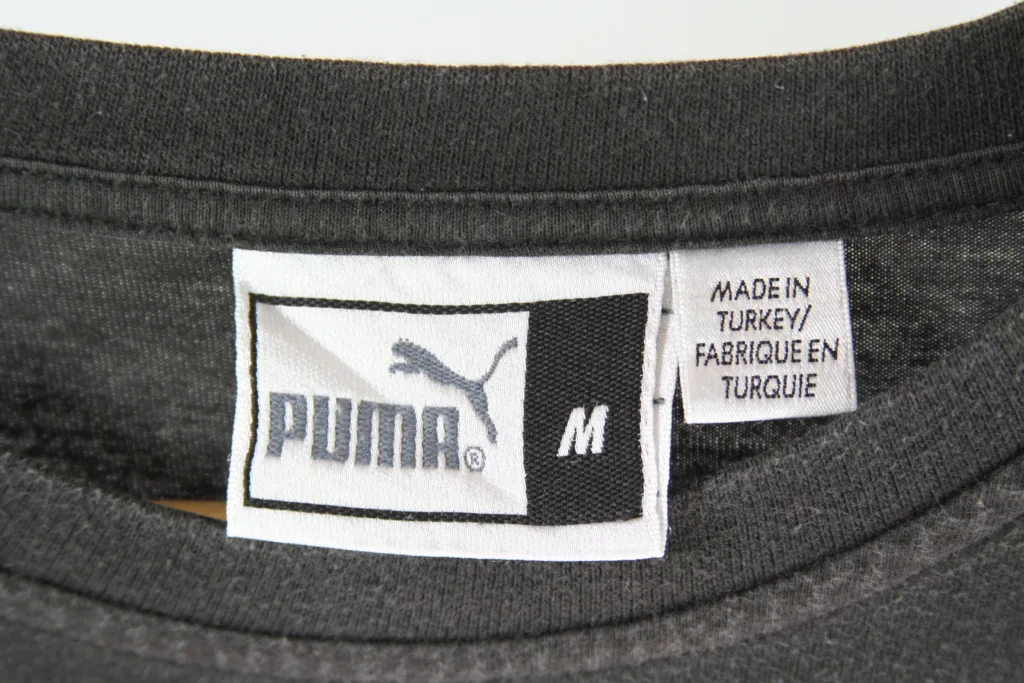 PUMA®
M
MADE IN
TURKEY/
FABRIQUE EN
TURQUIE